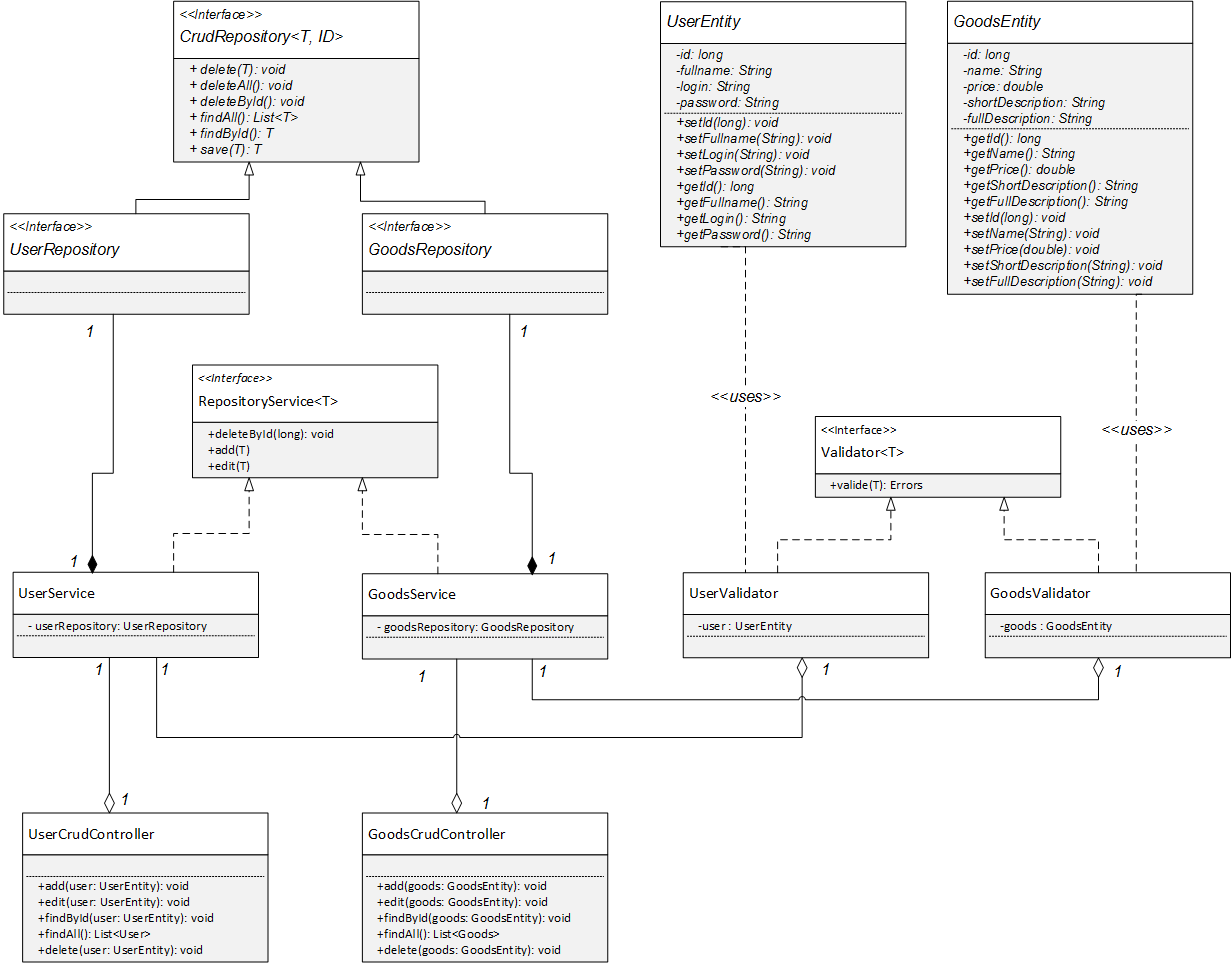 <<Interface>>
CrudRepository<T, ID>
+ delete(T): void
+ deleteAll(): void
+ deleteById(): void
+ findAll(): List<T>
+ findById(): T
+ save(T): T
UserEntity
-id: long
-fullname: String
-login: String
-password: String
+setId(long): void
+setFullname(String): void
+setLogin(String): void
+setPassword(String): void
+getId(): long
+getFullname(): String
+getLogin(): String
+getPassword(): String
GoodsEntity
-id: long
-name: String
-price: double
-shortDescription: String
-fullDescription: String
+getId(): long
+getName(): String
+getPrice(): double
+getShortDescription(): String
+getFullDescription(): String
+setId(long): void
+setName(String): void
+setPrice(double): void
+setShortDescription(String): void
+setFullDescription(String): void
<<Interface>>
UserRepository
<<Interface>>
GoodsRepository
1
1
<<Interface>>
RepositoryService<T>
+deleteById(long): void
+add(T)
+edit(T)
<<uses>>
<<uses>>
<<Interface>>
Validator<T>
+valide(T): Errors
1
1
UserService
- userRepository: UserRepository
GoodsService
- goodsRepository: GoodsRepository
UserValidator
-user : UserEntity
GoodsValidator
-goods : GoodsEntity
1
1
1
1
1
1
1
1
UserCrudController
+add(user: UserEntity): void
+edit(user: UserEntity): void
+findById(user: UserEntity): void
+findAll(): List<User>
+delete(user: UserEntity): void
GoodsCrudController
+add(goods: GoodsEntity): void
+edit(goods: GoodsEntity): void
+findById(goods: GoodsEntity): void
+findAll(): List<Goods>
+delete(goods: GoodsEntity): void